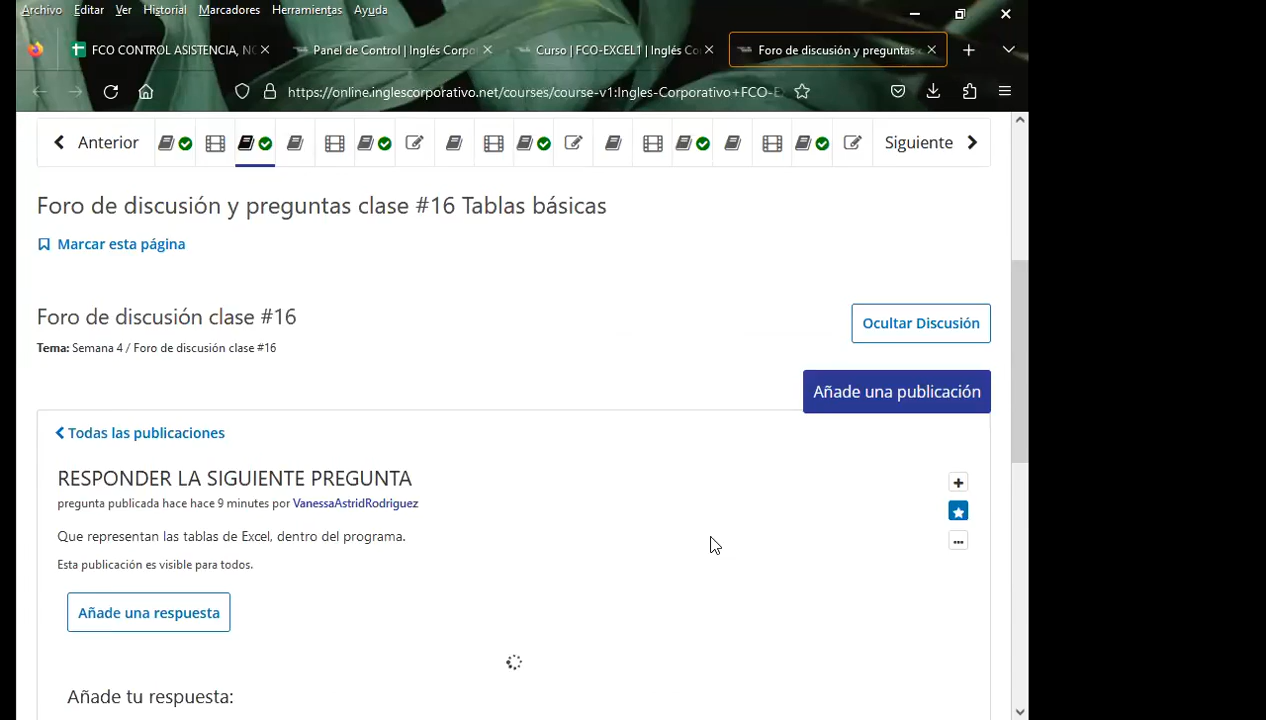 Archivo Editar Ver Historial Marcadores Herramientas Ayuda
FCO CONTROL ASISTENCIA, NO
Panel de Control | Inglés Corpo
Curso | FCO-EXCEL1 | Inglés Co
Foro de discusión y preguntas c
https://online.inglescorporativo.net/courses/course-v1:Ingles-Corporativo+FCO-E
Anterior
Siguiente
Foro de discusión y preguntas clase #16 Tablas básicas
Marcar esta página
Foro de discusión clase #16
Ocultar Discusión
Tema: Semana 4 / Foro de discusión clase #16
Añade una publicación
Todas las publicaciones
RESPONDER LA SIGUIENTE PREGUNTA
pregunta publicada hace hace 9 minutes por VanessaAstridRodriguez
Que representan las tablas de Excel, dentro del programa.
Esta publicación es visible para todos.
Añade una respuesta
Añade tu respuesta: